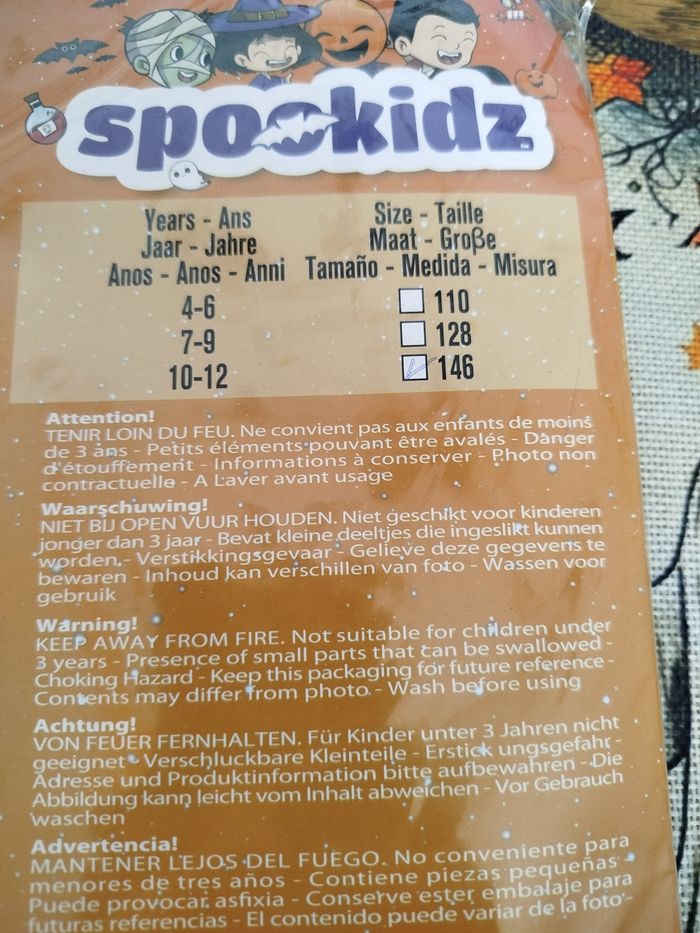 spookidz
Years - Ans
Jaar - Jahre
Anos - Anos - Anni
Size - Taille
Maat - Große
Tamaño - Medida - Misura
4-6
110
7-9
128
10-12
146
Attention!
TENIR LOIN DU FEU. Ne convient pas aux enfants de moins
de 3 ans - Petits éléments pouvant être avalés - Danger
d'étouffement - Informations à conserver - Photo non
contractuelle - A Laver avant usage
Waarschuwing!
NIET BIJ OPEN VUUR HOUDEN. Niet geschikt voor kinderen
jonger dan 3 jaar - Bevat kleine deeltjes die ingeslikt kunnen
worden. - Verstikkingsgevaar - Gelieve deze gegevens te
bewaren - Inhoud kan verschillen van foto - Wassen voor
gebruik
Warning!
KEEP AWAY FROM FIRE. Not suitable for children under
3 years - Presence of small parts that can be swallowed -
Choking Hazard - Keep this packaging for future reference -
Contents may differ from photo - Wash before using
Achtung!
VON FEUER FERNHALTEN. Für Kinder unter 3 Jahren nicht
geeignet - Verschluckbare Kleinteile - Erstick ungsgefahr -
Adresse und Produktinformation bitte aufbewahren - Die
Abbildung kann leicht vom Inhalt abweichen - Vor Gebrauch
waschen
Advertencia!
MANTENER LEJOS DEL FUEGO. No conveniente para
menores de tres años - Contiene piezas pequeñas -
Puede provocar asfixia - Conserve ester embalaje para
futuras referencias - El contenido puede variar de la foto -